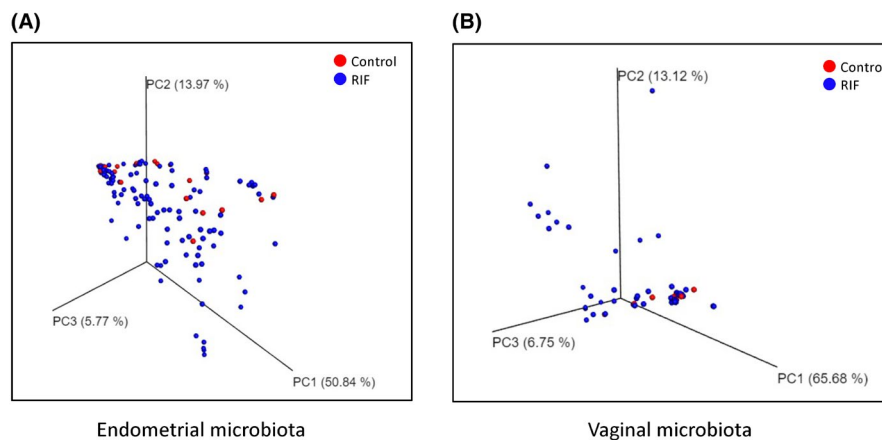 (A)
Control
RIF
PC2 (13.97 %)
PC3 (5.77 %)
PC1 (50.84 %)
Endometrial microbiota
(B)
Control
RIF
PC2 (13.12 %)
PC3 (6.75 %)
PC1 (65.68 %)
Vaginal microbiota